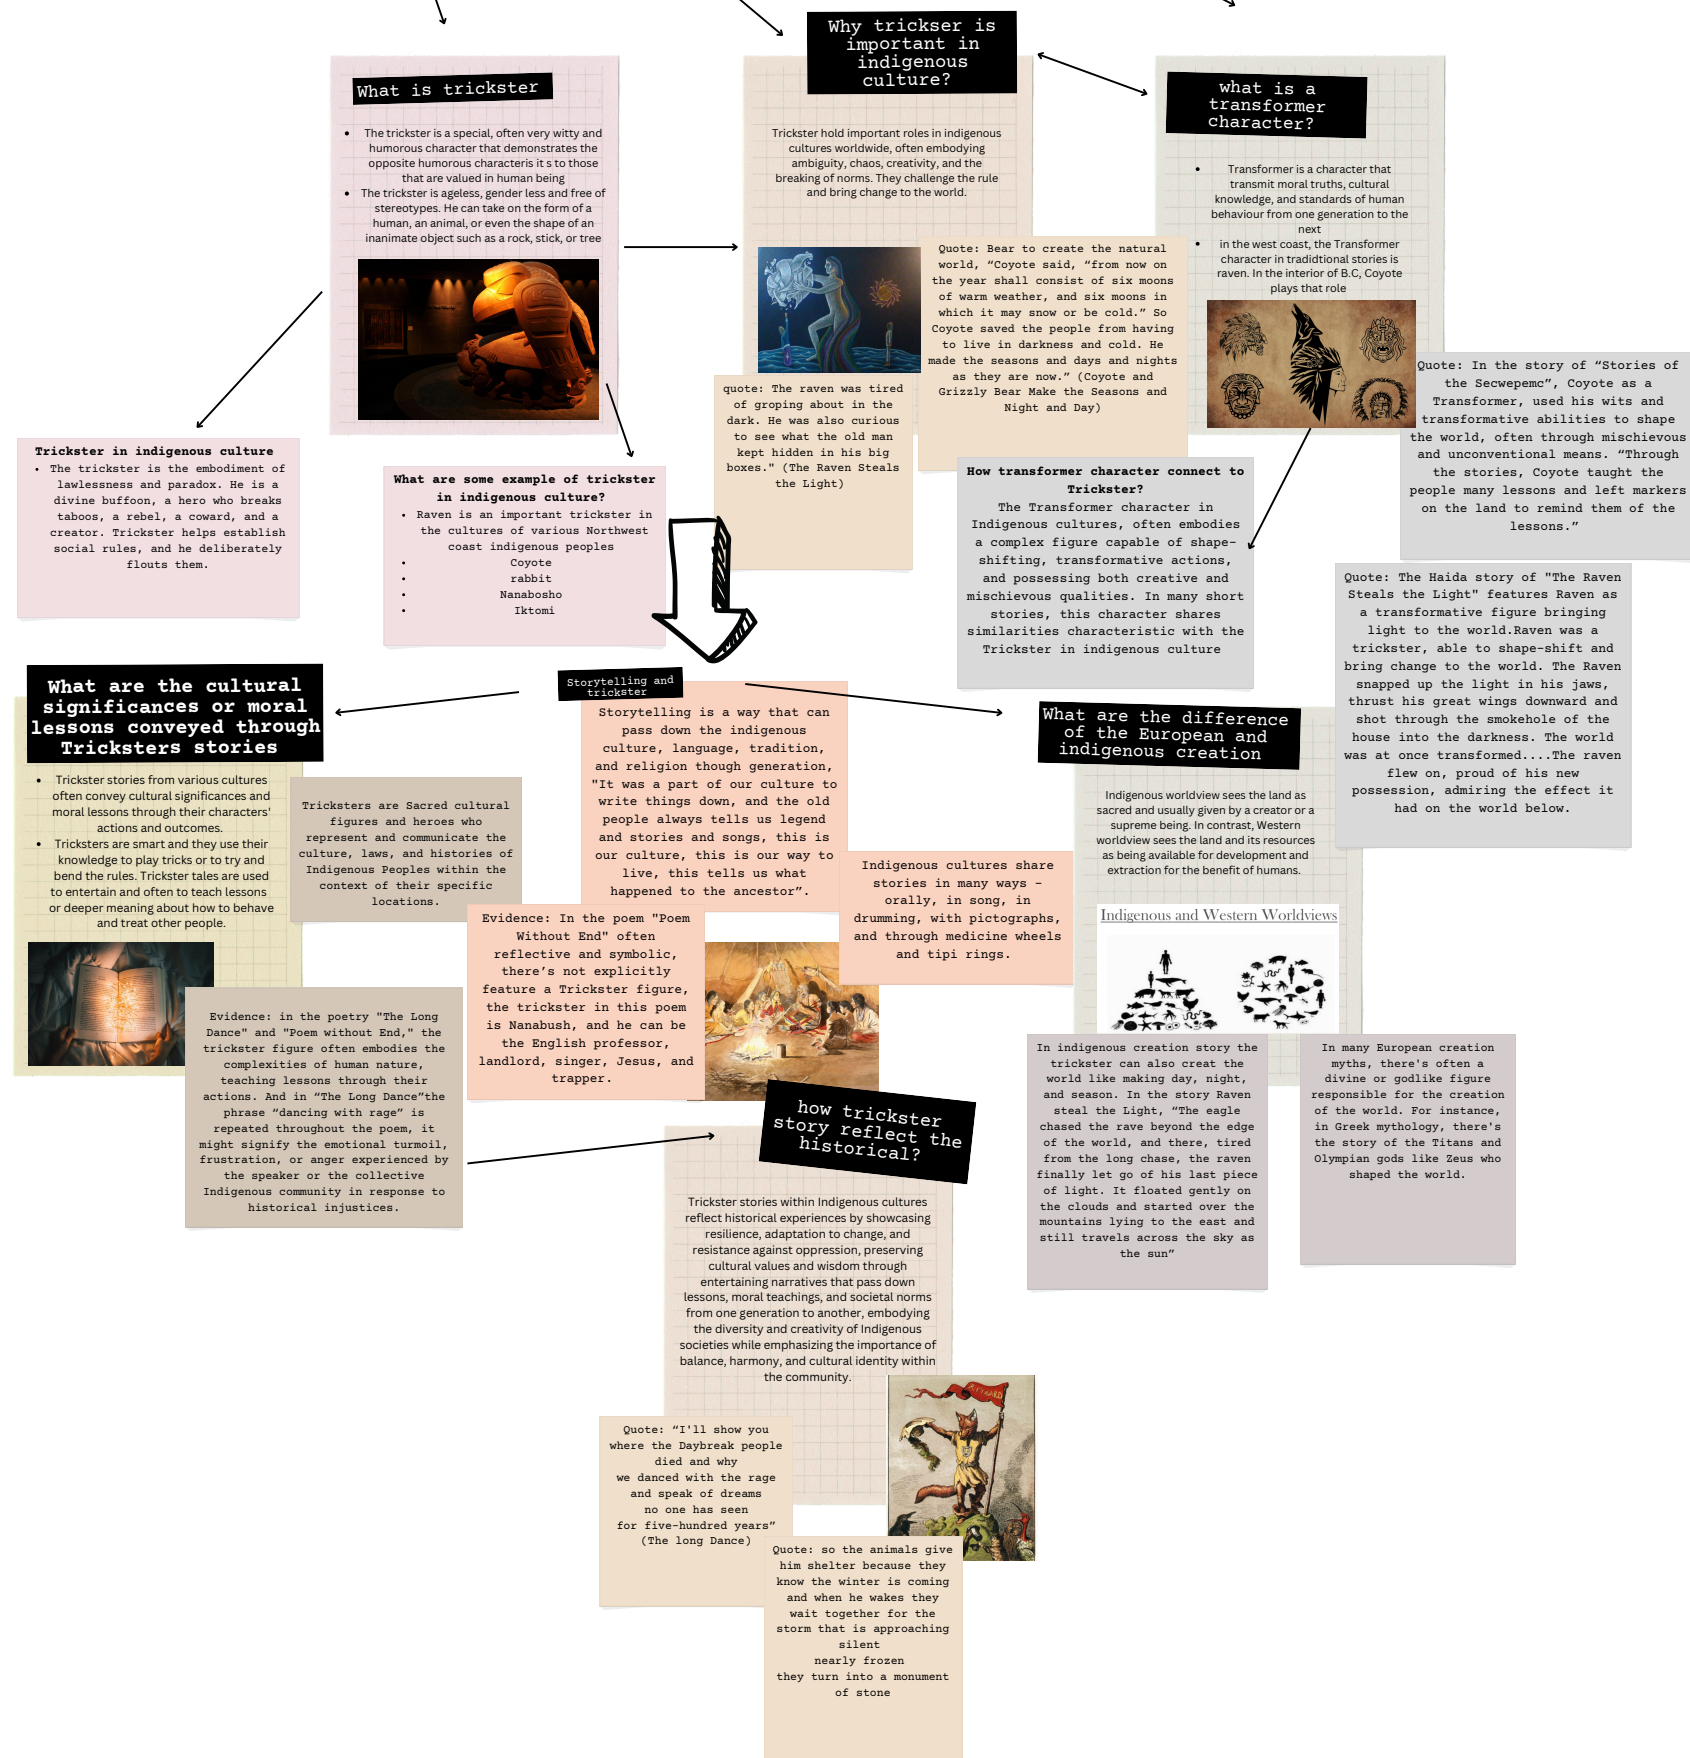 What is trickster
The trickster is a special, often very witty and
humorous character that demonstrates the
opposite humorous characteris it s to those
that are valued in human being
The trickster is ageless, gender less and free of
stereotypes. He can take on the form of a
human, an animal, or even the shape of an
inanimate object such as a rock, stick, or tree
Why trickser is
important in
indigenous
culture?
Trickster hold important roles in indigenous
cultures worldwide, often embodying
ambiguity, chaos, creativity, and the
breaking of norms. They challenge the rule
and bring change to the world.
what is a
transformer
character?
Transformer is a character that
transmit moral truths, cultural
knowledge, and standards of human
behaviour from one generation to the
next
in the west coast, the Transformer
character in tradidtional stories is
raven. In the interior of B.C, Coyote
plays that role
Quote: Bear to create the natural
world, “Coyote said, “from now on
the year shall consist of six moons
of warm weather, and six moons in
which it may snow or be cold.” So
Coyote saved the people from having
to live in darkness and cold. He
made the seasons and days and nights
as they are now.” (Coyote and
Grizzly Bear Make the Seasons and
Night and Day)
quote: The raven was tired
of groping about in the
dark. He was also curious
to see what the old man
kept hidden in his big
boxes." (The Raven Steals
the Light)
Quote: In the story of “Stories of
the Secwepemc”, Coyote as a
Transformer, used his wits and
transformative abilities to shape
the world, often through mischievous
and unconventional means. “Through
the stories, Coyote taught the
people many lessons and left markers
on the land to remind them of the
lessons.”
Trickster in indigenous culture
The trickster is the embodiment of
lawlessness and paradox. He is a
divine buffoon, a hero who breaks
taboos, a rebel, a coward, and a
creator. Trickster helps establish
social rules, and he deliberately
flouts them.
What are some example of trickster
in indigenous culture?
Raven is an important trickster in
the cultures of various Northwest
coast indigenous peoples
Coyote
rabbit
Nanabosho
Iktomi
How transformer character connect to
Trickster?
The Transformer character in
Indigenous cultures, often embodies
a complex figure capable of shape-
shifting, transformative actions,
and possessing both creative and
mischievous qualities. In many short
stories, this character shares
similarities characteristic with the
Trickster in indigenous culture
Quote: The Haida story of "The Raven
Steals the Light" features Raven as
a transformative figure bringing
light to the world.Raven was a
trickster, able to shape-shift and
bring change to the world. The Raven
snapped up the light in his jaws,
thrust his great wings downward and
shot through the smokehole of the
house into the darkness. The world
was at once transformed....The raven
flew on, proud of his new
possession, admiring the effect it
had on the world below.
What are the cultural
significances or moral
lessons conveyed through
Tricksters stories
Trickster stories from various cultures
often convey cultural significances and
moral lessons through their characters'
actions and outcomes.
Tricksters are smart and they use their
knowledge to play tricks or to try and
bend the rules. Trickster tales are used
to entertain and often to teach lessons
or deeper meaning about how to behave
and treat other people.
Tricksters are Sacred cultural
figures and heroes who
represent and communicate the
culture, laws, and histories of
Indigenous Peoples within the
context of their specific
locations.
Evidence: in the poetry "The Long
Dance" and "Poem without End," the
trickster figure often embodies the
complexities of human nature,
teaching lessons through their
actions. And in “The Long Dance”the
phrase “dancing with rage” is
repeated throughout the poem, it
might signify the emotional turmoil,
frustration, or anger experienced by
the speaker or the collective
Indigenous community in response to
historical injustices.
Storytelling and
trickster
Storytelling is a way that can
pass down the indigenous
culture, language, tradition,
and religion though generation,
"It was a part of our culture to
write things down, and the old
people always tells us legend
and stories and songs, this is
our culture, this is our way to
live, this tells us what
happened to the ancestor”.
Evidence: In the poem "Poem
Without End" often
reflective and symbolic,
there’s not explicitly
feature a Trickster figure,
the trickster in this poem
is Nanabush, and he can be
the English professor,
landlord, singer, Jesus, and
trapper.
Indigenous cultures share
stories in many ways –
orally, in song, in
drumming, with pictographs,
and through medicine wheels
and tipi rings.
What are the difference
of the European and
indigenous creation
Indigenous worldview sees the land as
sacred and usually given by a creator or a
supreme being. In contrast, Western
worldview sees the land and its resources
as being available for development and
extraction for the benefit of humans.
Indigenous and Western Worldviews
In indigenous creation story the
trickster can also creat the
world like making day, night,
and season. In the story Raven
steal the Light, “The eagle
chased the rave beyond the edge
of the world, and there, tired
from the long chase, the raven
finally let go of his last piece
of light. It floated gently on
the clouds and started over the
mountains lying to the east and
still travels across the sky as
the sun”
In many European creation
myths, there's often a
divine or godlike figure
responsible for the creation
of the world. For instance,
in Greek mythology, there's
the story of the Titans and
Olympian gods like Zeus who
shaped the world.
how trickster
story reflect the
historical?
Trickster stories within Indigenous cultures
reflect historical experiences by showcasing
resilience, adaptation to change, and
resistance against oppression, preserving
cultural values and wisdom through
entertaining narratives that pass down
lessons, moral teachings, and societal norms
from one generation to another, embodying
the diversity and creativity of Indigenous
societies while emphasizing the importance of
balance, harmony, and cultural identity within
the community.
Quote: “I'll show you
where the Daybreak people
died and why
we danced with the rage
and speak of dreams
no one has seen
for five-hundred years”
(The long Dance)
Quote: so the animals give
him shelter because they
know the winter is coming
and when he wakes they
wait together for the
storm that is approaching
silent
nearly frozen
they turn into a monument
of stone